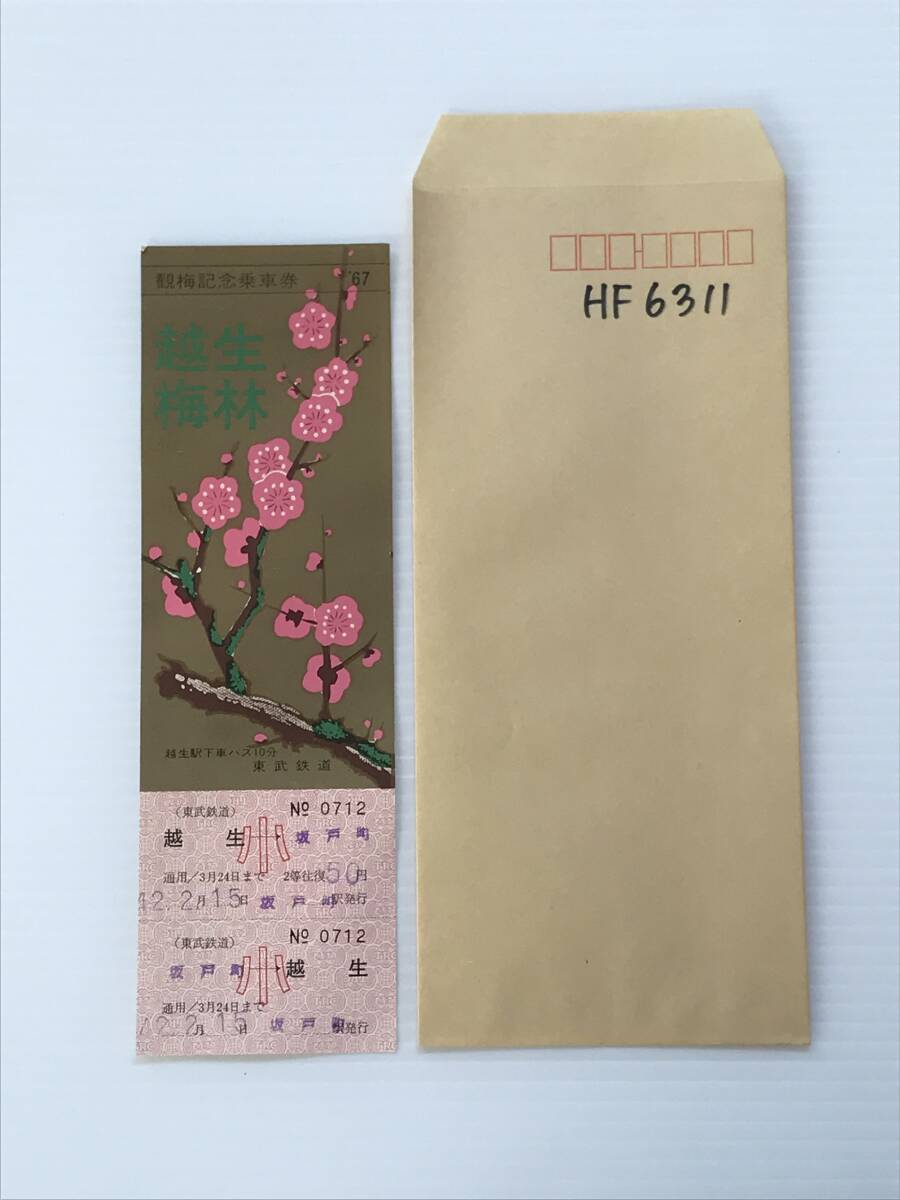 観梅記念乗車券 '67
越生
梅林
越生駅下車バス10分
東武鉄道
(東武鉄道) № 0712
越生 小 坂戸町
通用/3月24日まで 2等往復50円
42.2月15日 坂戸町駅発行
(東武鉄道) № 0712
坂戸町 小 越生
通用/3月24日まで
42.2月15日 坂戸町駅発行
HF6311